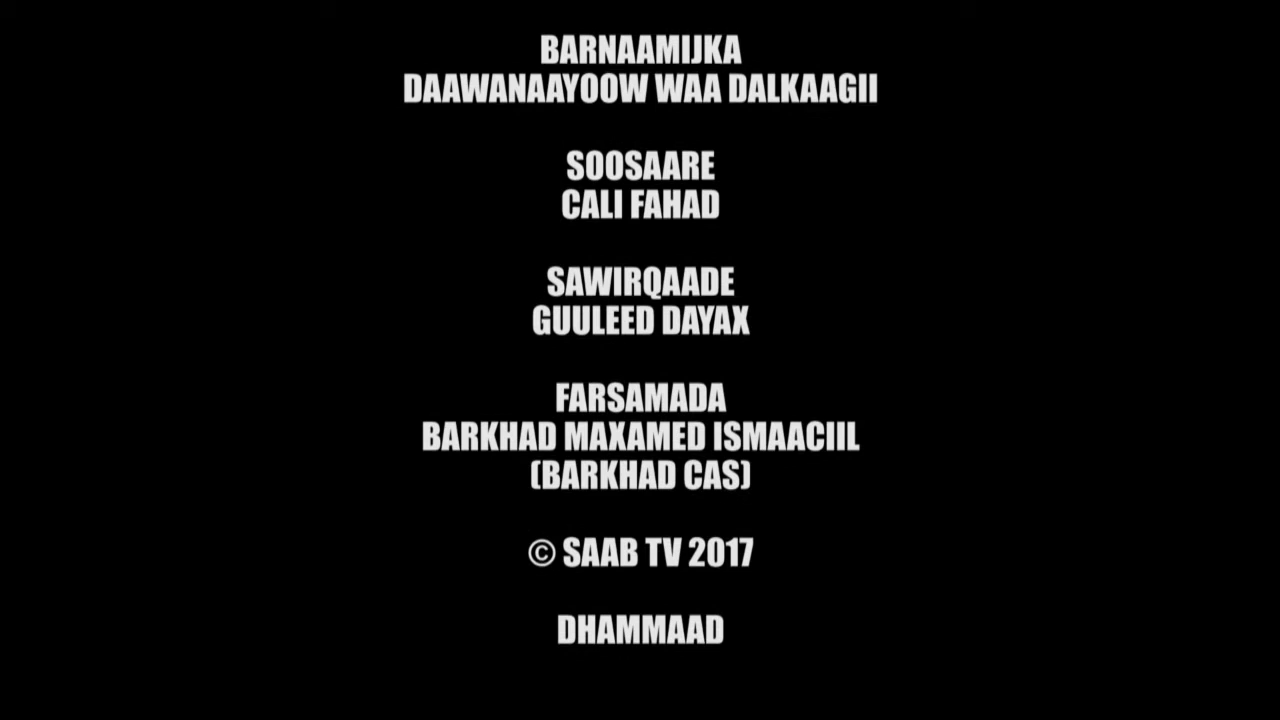 BARNAAMIJKA
DAAWANAAYOOW WAA DALKAAGII
SOOSAARE
CALI FAHAD
SAWIRQAADE
GUULEED DAYAX
FARSAMADA
BARKHAD MAXAMED ISMAACIIL
(BARKHAD CAS)
© SAAB TV 2017
DHAMMAAD